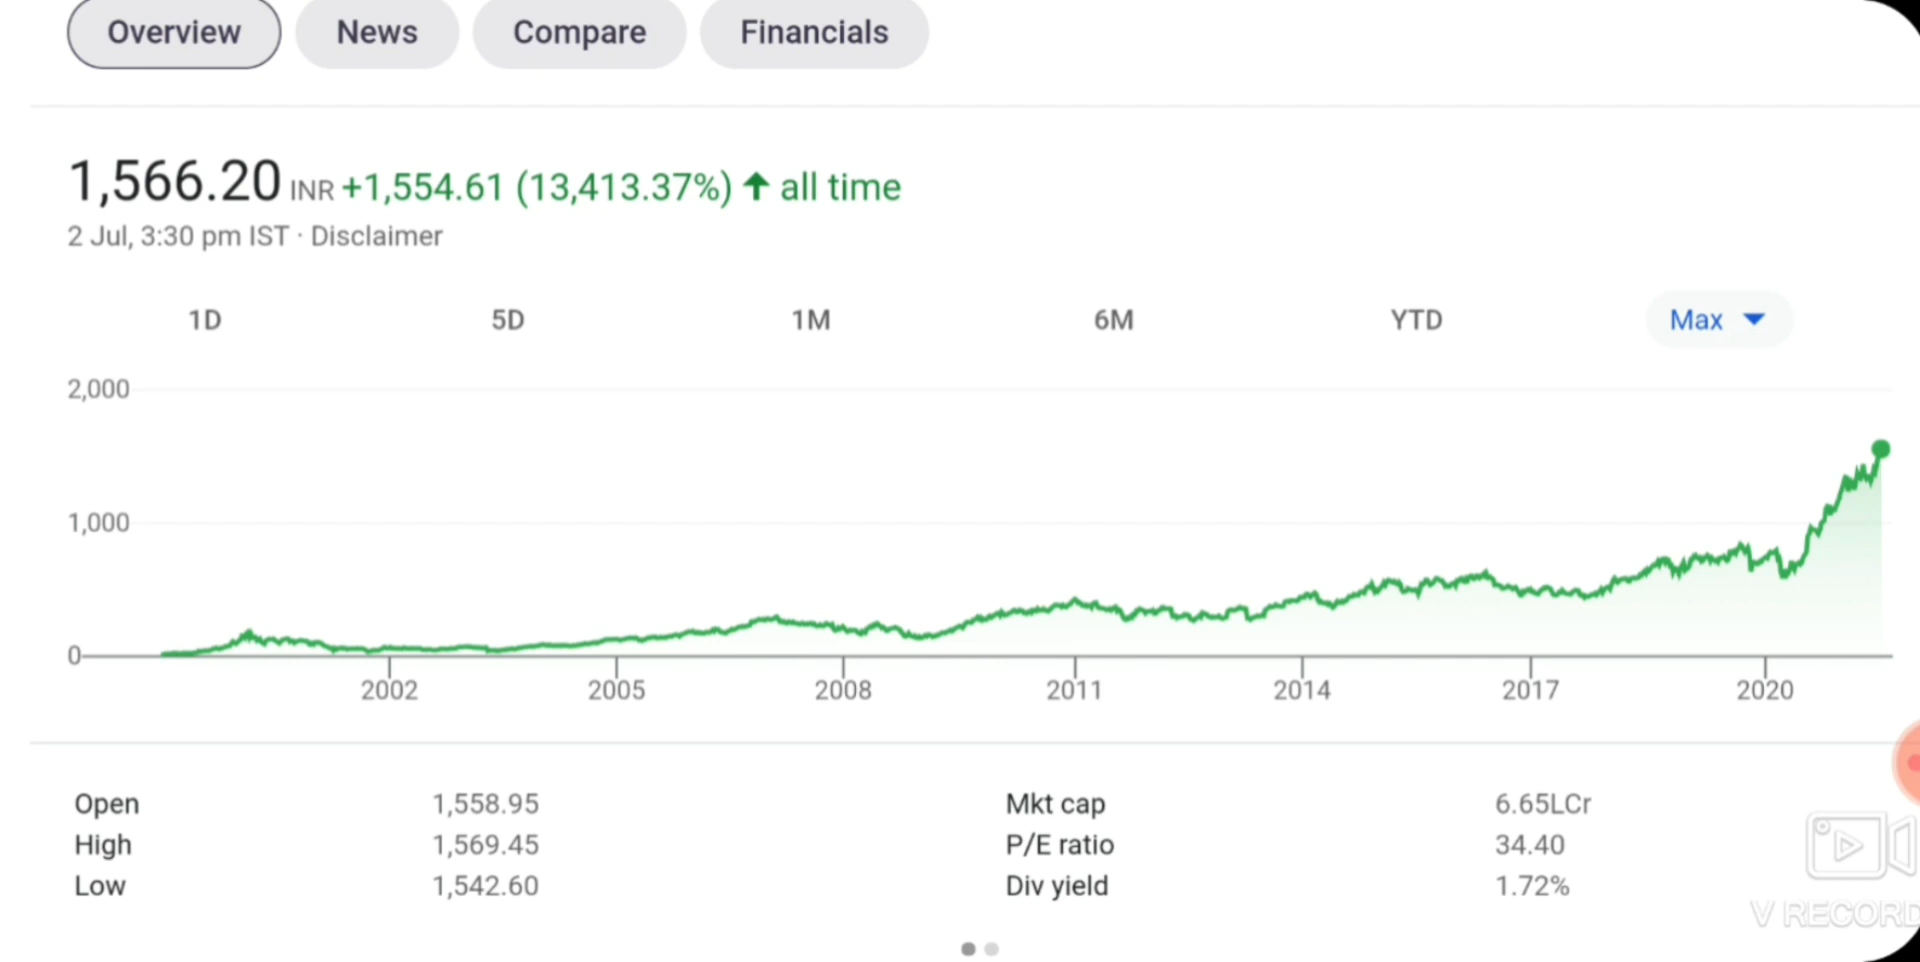 Overview News Compare Financials
1,566.20 INR +1,554.61 (13,413.37%) ↑ all time
2 Jul, 3:30 pm IST · Disclaimer
1D 5D 1M 6M YTD Max
2,000
1,000
0
2002 2005 2008 2011 2014 2017 2020
Open 1,558.95 Mkt cap 6.65LCr
High 1,569.45 P/E ratio 34.40
Low 1,542.60 Div yield 1.72%
V RECORD